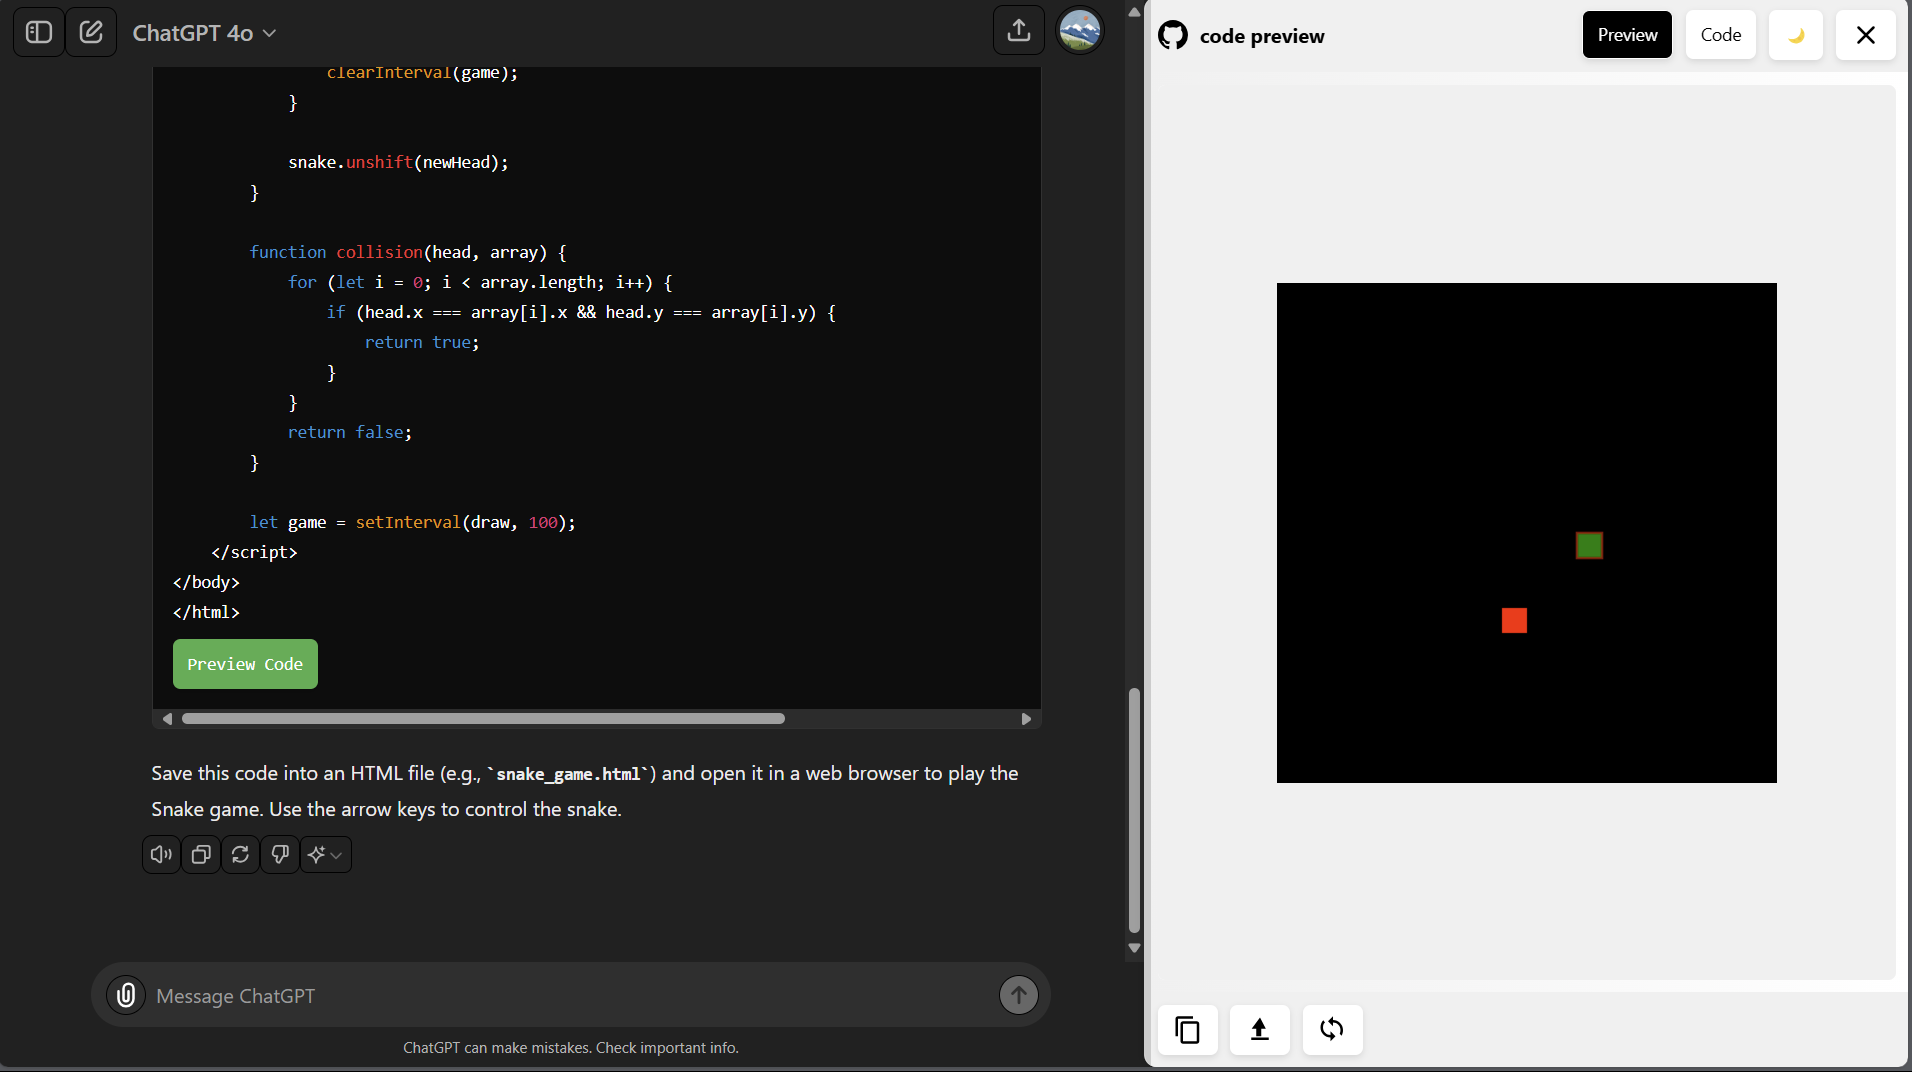 ChatGPT 4o
clearInterval(game);
}
snake.unshift(newHead);
}
function collision(head, array) {
for (let i = 0; i < array.length; i++) {
if (head.x === array[i].x && head.y === array[i].y) {
return true;
}
}
return false;
}
let game = setInterval(draw, 100);
</script>
</body>
</html>
Preview Code
Save this code into an HTML file (e.g., `snake_game.html`) and open it in a web browser to play the
Snake game. Use the arrow keys to control the snake.
Message ChatGPT
ChatGPT can make mistakes. Check important info.
code preview
Preview
Code